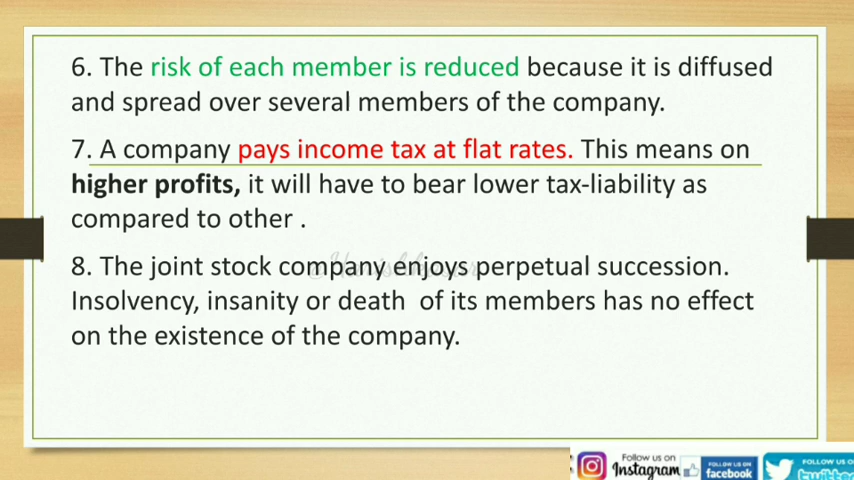 6. The risk of each member is reduced because it is diffused
and spread over several members of the company.
7. A company pays income tax at flat rates. This means on
higher profits, it will have to bear lower tax-liability as
compared to other .
8. The joint stock company enjoys perpetual succession.
Insolvency, insanity or death of its members has no effect
on the existence of the company.
Follow us on
Instagram
FOLLOW US ON
facebook
FOLLOW US O
twitter